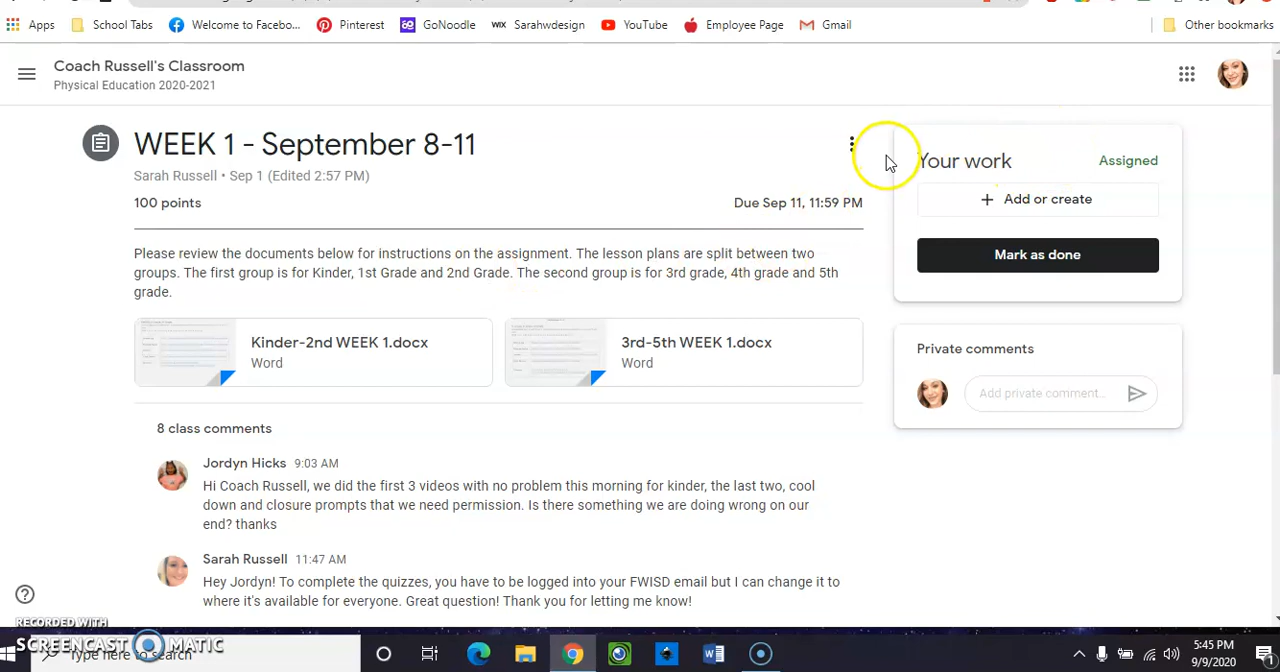 Apps School Tabs Welcome to Facebo... Pinterest GoNoodle WIX Sarahwdesign YouTube Employee Page Gmail Other bookmarks
Coach Russell's Classroom
Physical Education 2020-2021
WEEK 1 - September 8-11
Sarah Russell • Sep 1 (Edited 2:57 PM)
100 points
Due Sep 11, 11:59 PM
Please review the documents below for instructions on the assignment. The lesson plans are split between two
groups. The first group is for Kinder, 1st Grade and 2nd Grade. The second group is for 3rd grade, 4th grade and 5th
grade.
Kinder-2nd WEEK 1.docx
Word
3rd-5th WEEK 1.docx
Word
8 class comments
Jordyn Hicks 9:03 AM
Hi Coach Russell, we did the first 3 videos with no problem this morning for kinder, the last two, cool
down and closure prompts that we need permission. Is there something we are doing wrong on our
end? thanks
Sarah Russell 11:47 AM
Hey Jordyn! To complete the quizzes, you have to be logged into your FWISD email but I can change it to
where it's available for everyone. Great question! Thank you for letting me know!
Your work Assigned
+ Add or create
Mark as done
Private comments
Add private comment...
RECORDED WITH
SCREENCAST MATIC
Type here to search
5:45 PM
9/9/2020